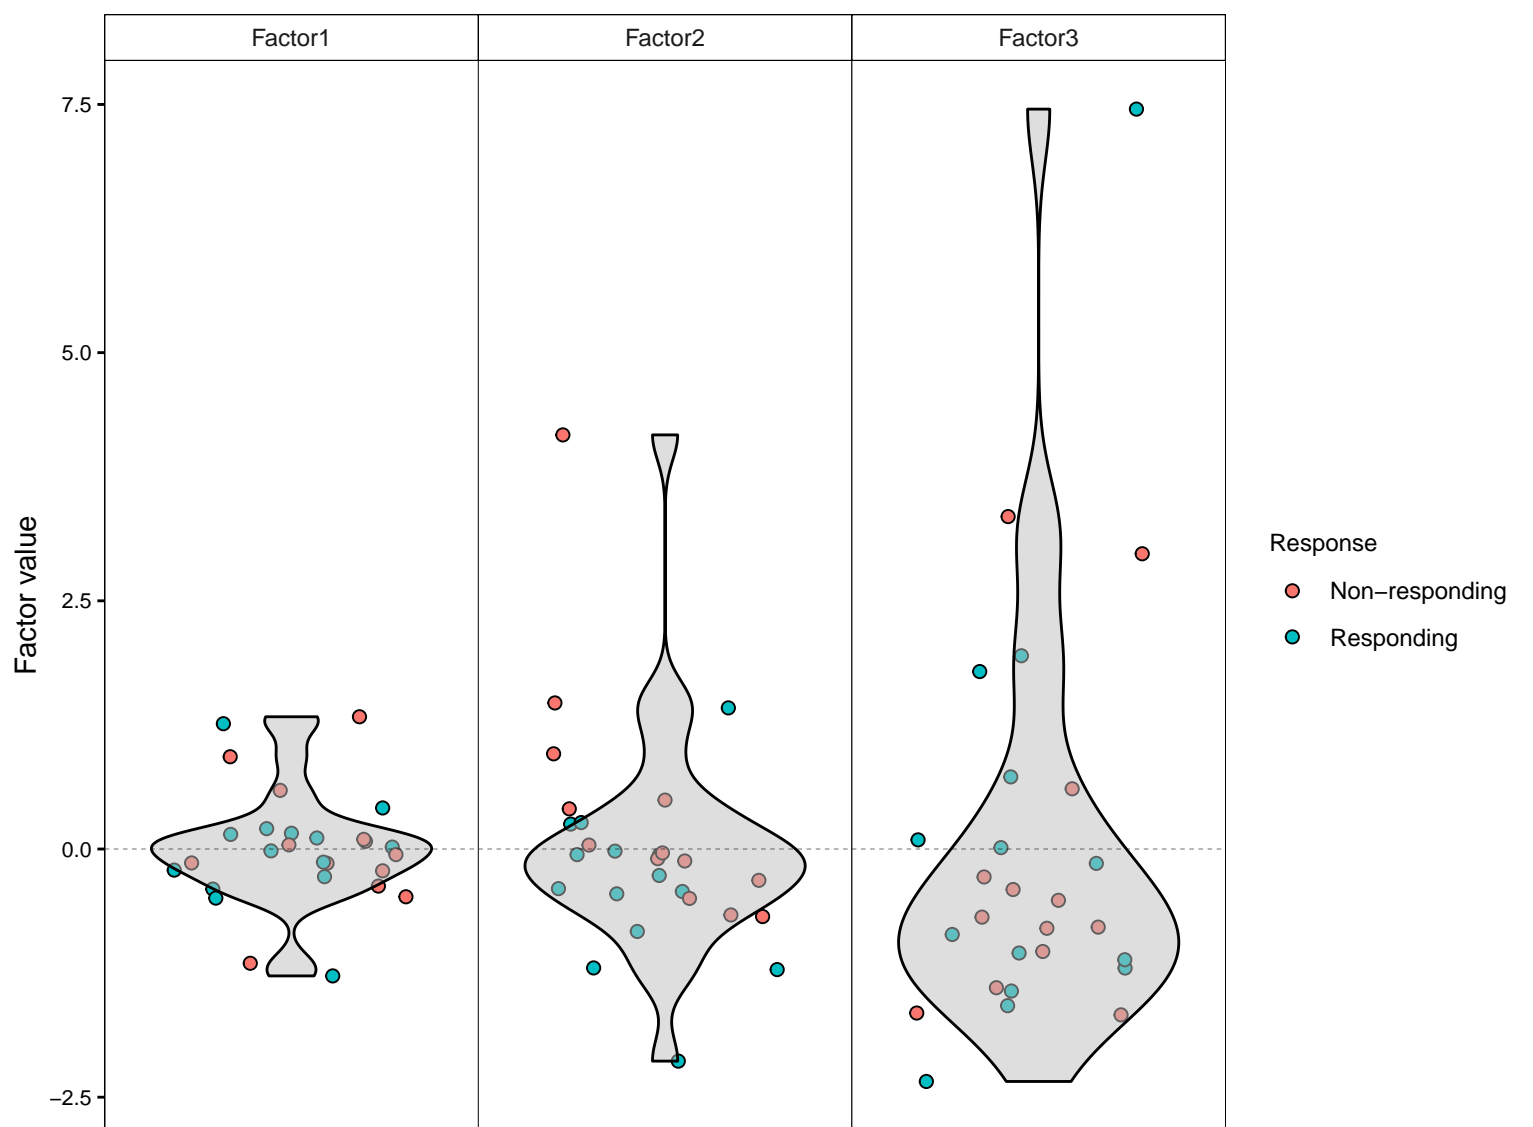 Factor1
Factor2
Factor3
7.5
5.0
2.5
0.0
−2.5
Factor value
Response
Non−responding
Responding